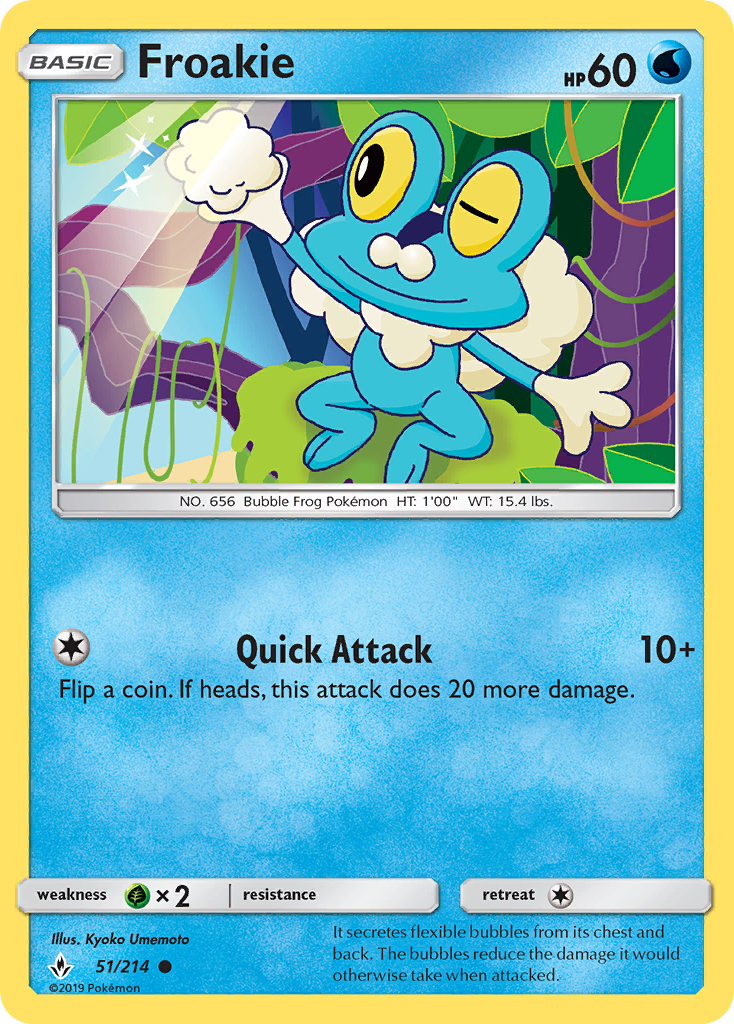 BASIC Froakie HP60
NO. 656 Bubble Frog Pokémon HT: 1'00" WT: 15.4 lbs.
Quick Attack 10+
Flip a coin. If heads, this attack does 20 more damage.
weakness × 2 resistance retreat
Illus. Kyoko Umemoto
51/214
©2019 Pokémon
It secretes flexible bubbles from its chest and
back. The bubbles reduce the damage it would
otherwise take when attacked.